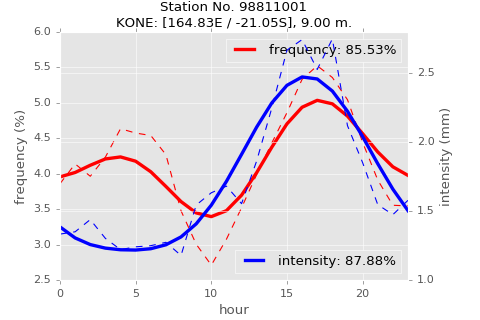 Station No. 98811001
KONE: [164.83E / -21.05S], 9.00 m.
6.0
5.5
5.0
4.5
4.0
3.5
3.0
2.5
frequency (%)
frequency: 85.53%
intensity: 87.88%
2.5
2.0
1.5
1.0
intensity (mm)
0 5 10 15 20
hour